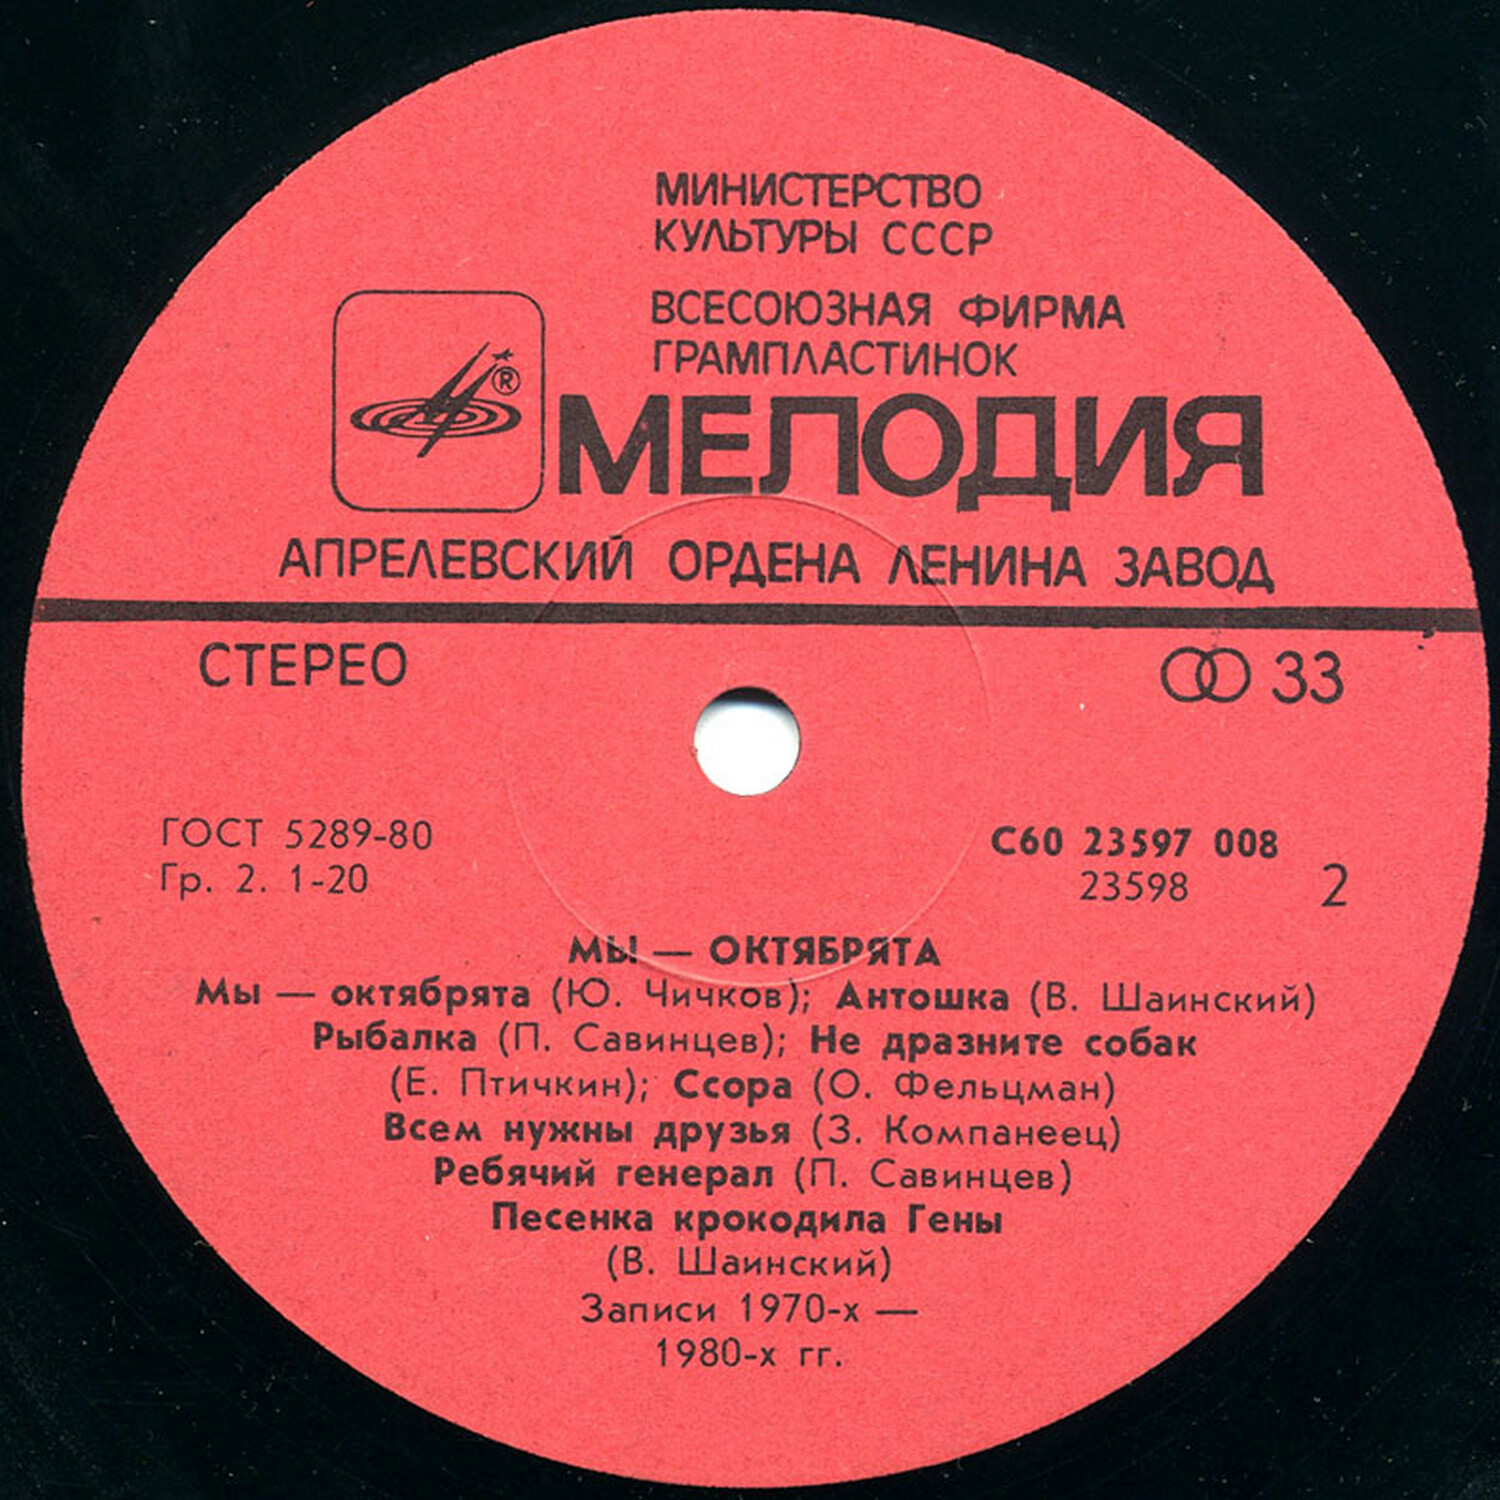 МИНИСТЕРСТВО
КУЛЬТУРЫ СССР
ВСЕСОЮЗНАЯ ФИРМА
ГРАМПЛАСТИНОК
®
МЕЛОДИЯ
АПРЕЛЕВСКИЙ ОРДЕНА ЛЕНИНА ЗАВОД
СТЕРЕО
33
ГОСТ 5289-80
Гр. 2. 1-20
С60 23597 008
23598
2
МЫ — ОКТЯБРЯТА
Мы — октябрята (Ю. Чичков); Антошка (В. Шаинский)
Рыбалка (П. Савинцев); Не дразните собак
(Е. Птичкин); Ссора (О. Фельцман)
Всем нужны друзья (З. Компанеец)
Ребячий генерал (П. Савинцев)
Песенка крокодила Гены
(В. Шаинский)
Записи 1970-х —
1980-х гг.